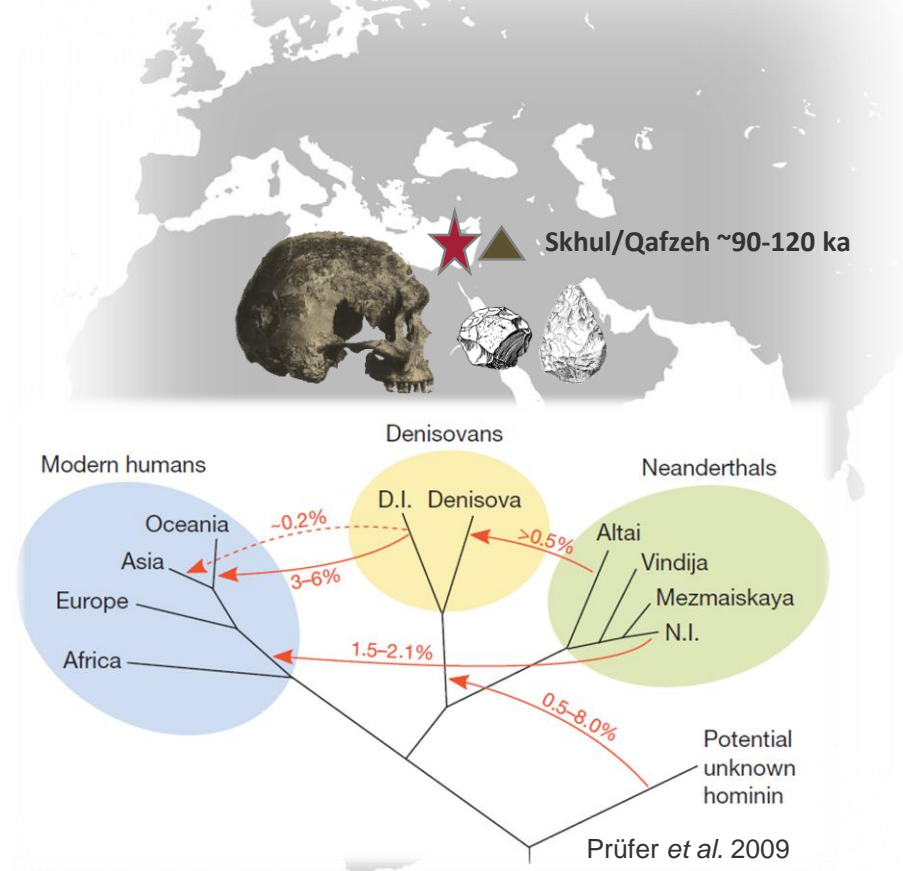 Skhul/Qafzeh ~90-120 ka
Denisovans
Modern humans
Neanderthals
D.I. Denisova
Oceania
~0.2%
>0.5%
Altai
Asia
3–6%
Vindija
Europe
Mezmaiskaya
N.I.
1.5–2.1%
Africa
0.5–8.0%
Potential
unknown
hominin
Prüfer et al. 2009